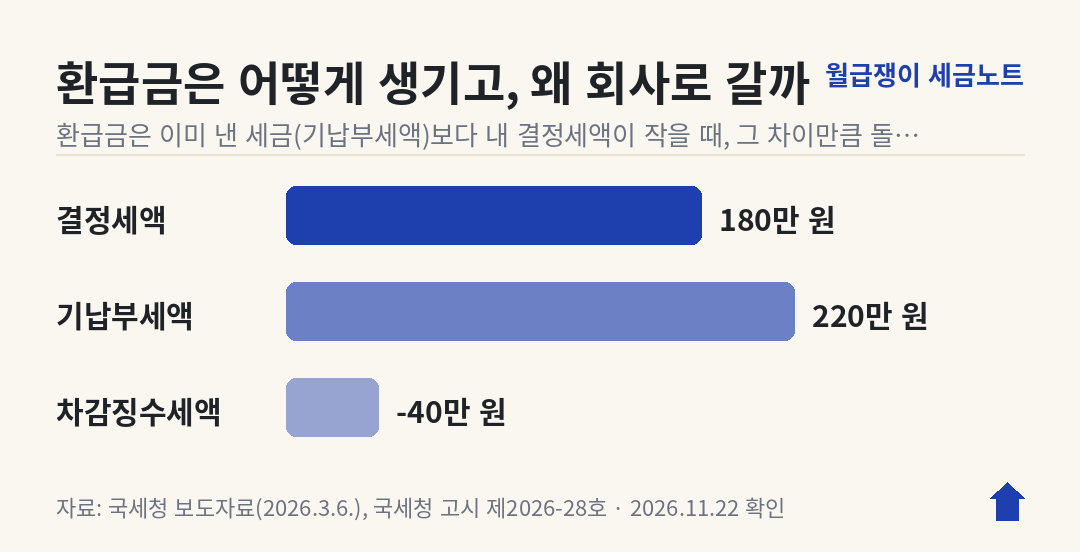 환급금은 어떻게 생기고, 왜 회사로 갈까
월급쟁이 세금노트
환급금은 이미 낸 세금(기납부세액)보다 내 결정세액이 작을 때, 그 차이만큼 돌…
결정세액
180만 원
기납부세액
220만 원
차감징수세액
-40만 원
자료: 국세청 보도자료(2026.3.6.), 국세청 고시 제2026-28호 · 2026.11.22 확인